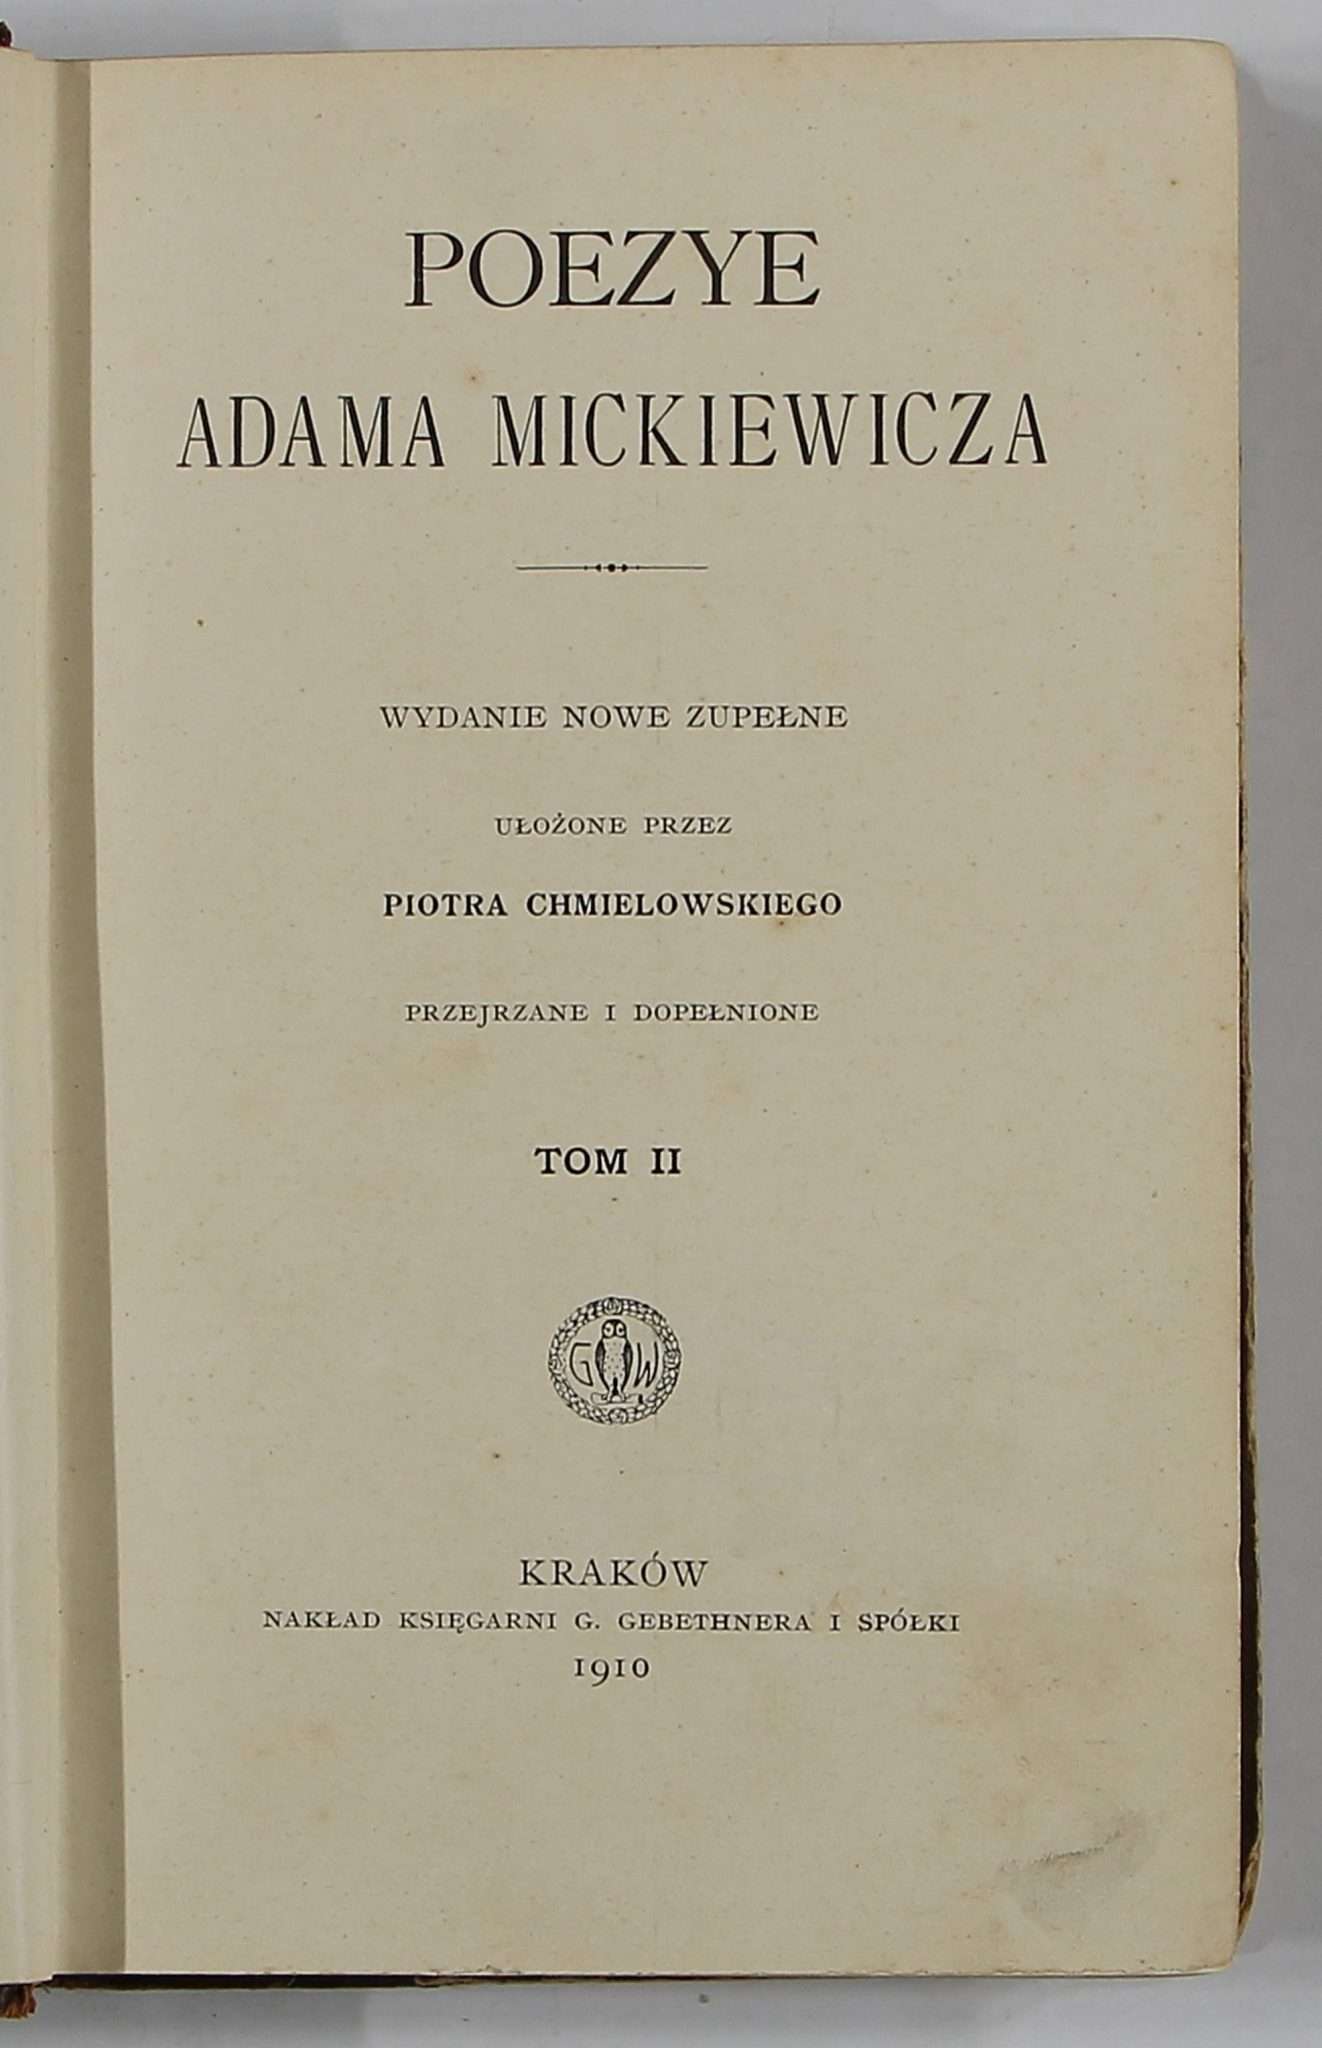 POEZYE
ADAMA MICKIEWICZA
WYDANIE NOWE ZUPEŁNE
UŁOŻONE PRZEZ
PIOTRA CHMIELOWSKIEGO
PRZEJRZANE I DOPEŁNIONE
TOM II
G W
KRAKÓW
NAKŁAD KSIĘGARNI G. GEBETHNERA I SPÓŁKI
1910